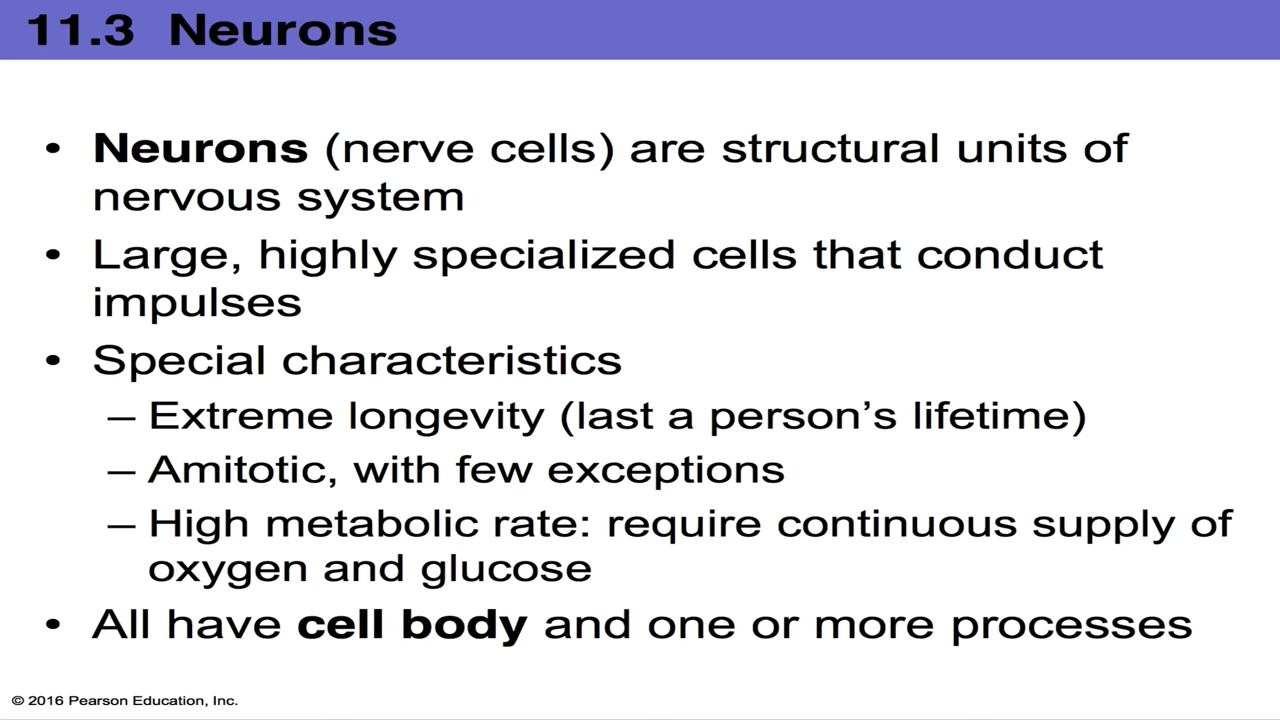 11.3 Neurons
• Neurons (nerve cells) are structural units of
nervous system
• Large, highly specialized cells that conduct
impulses
• Special characteristics
– Extreme longevity (last a person’s lifetime)
– Amitotic, with few exceptions
– High metabolic rate: require continuous supply of
oxygen and glucose
• All have cell body and one or more processes
© 2016 Pearson Education, Inc.